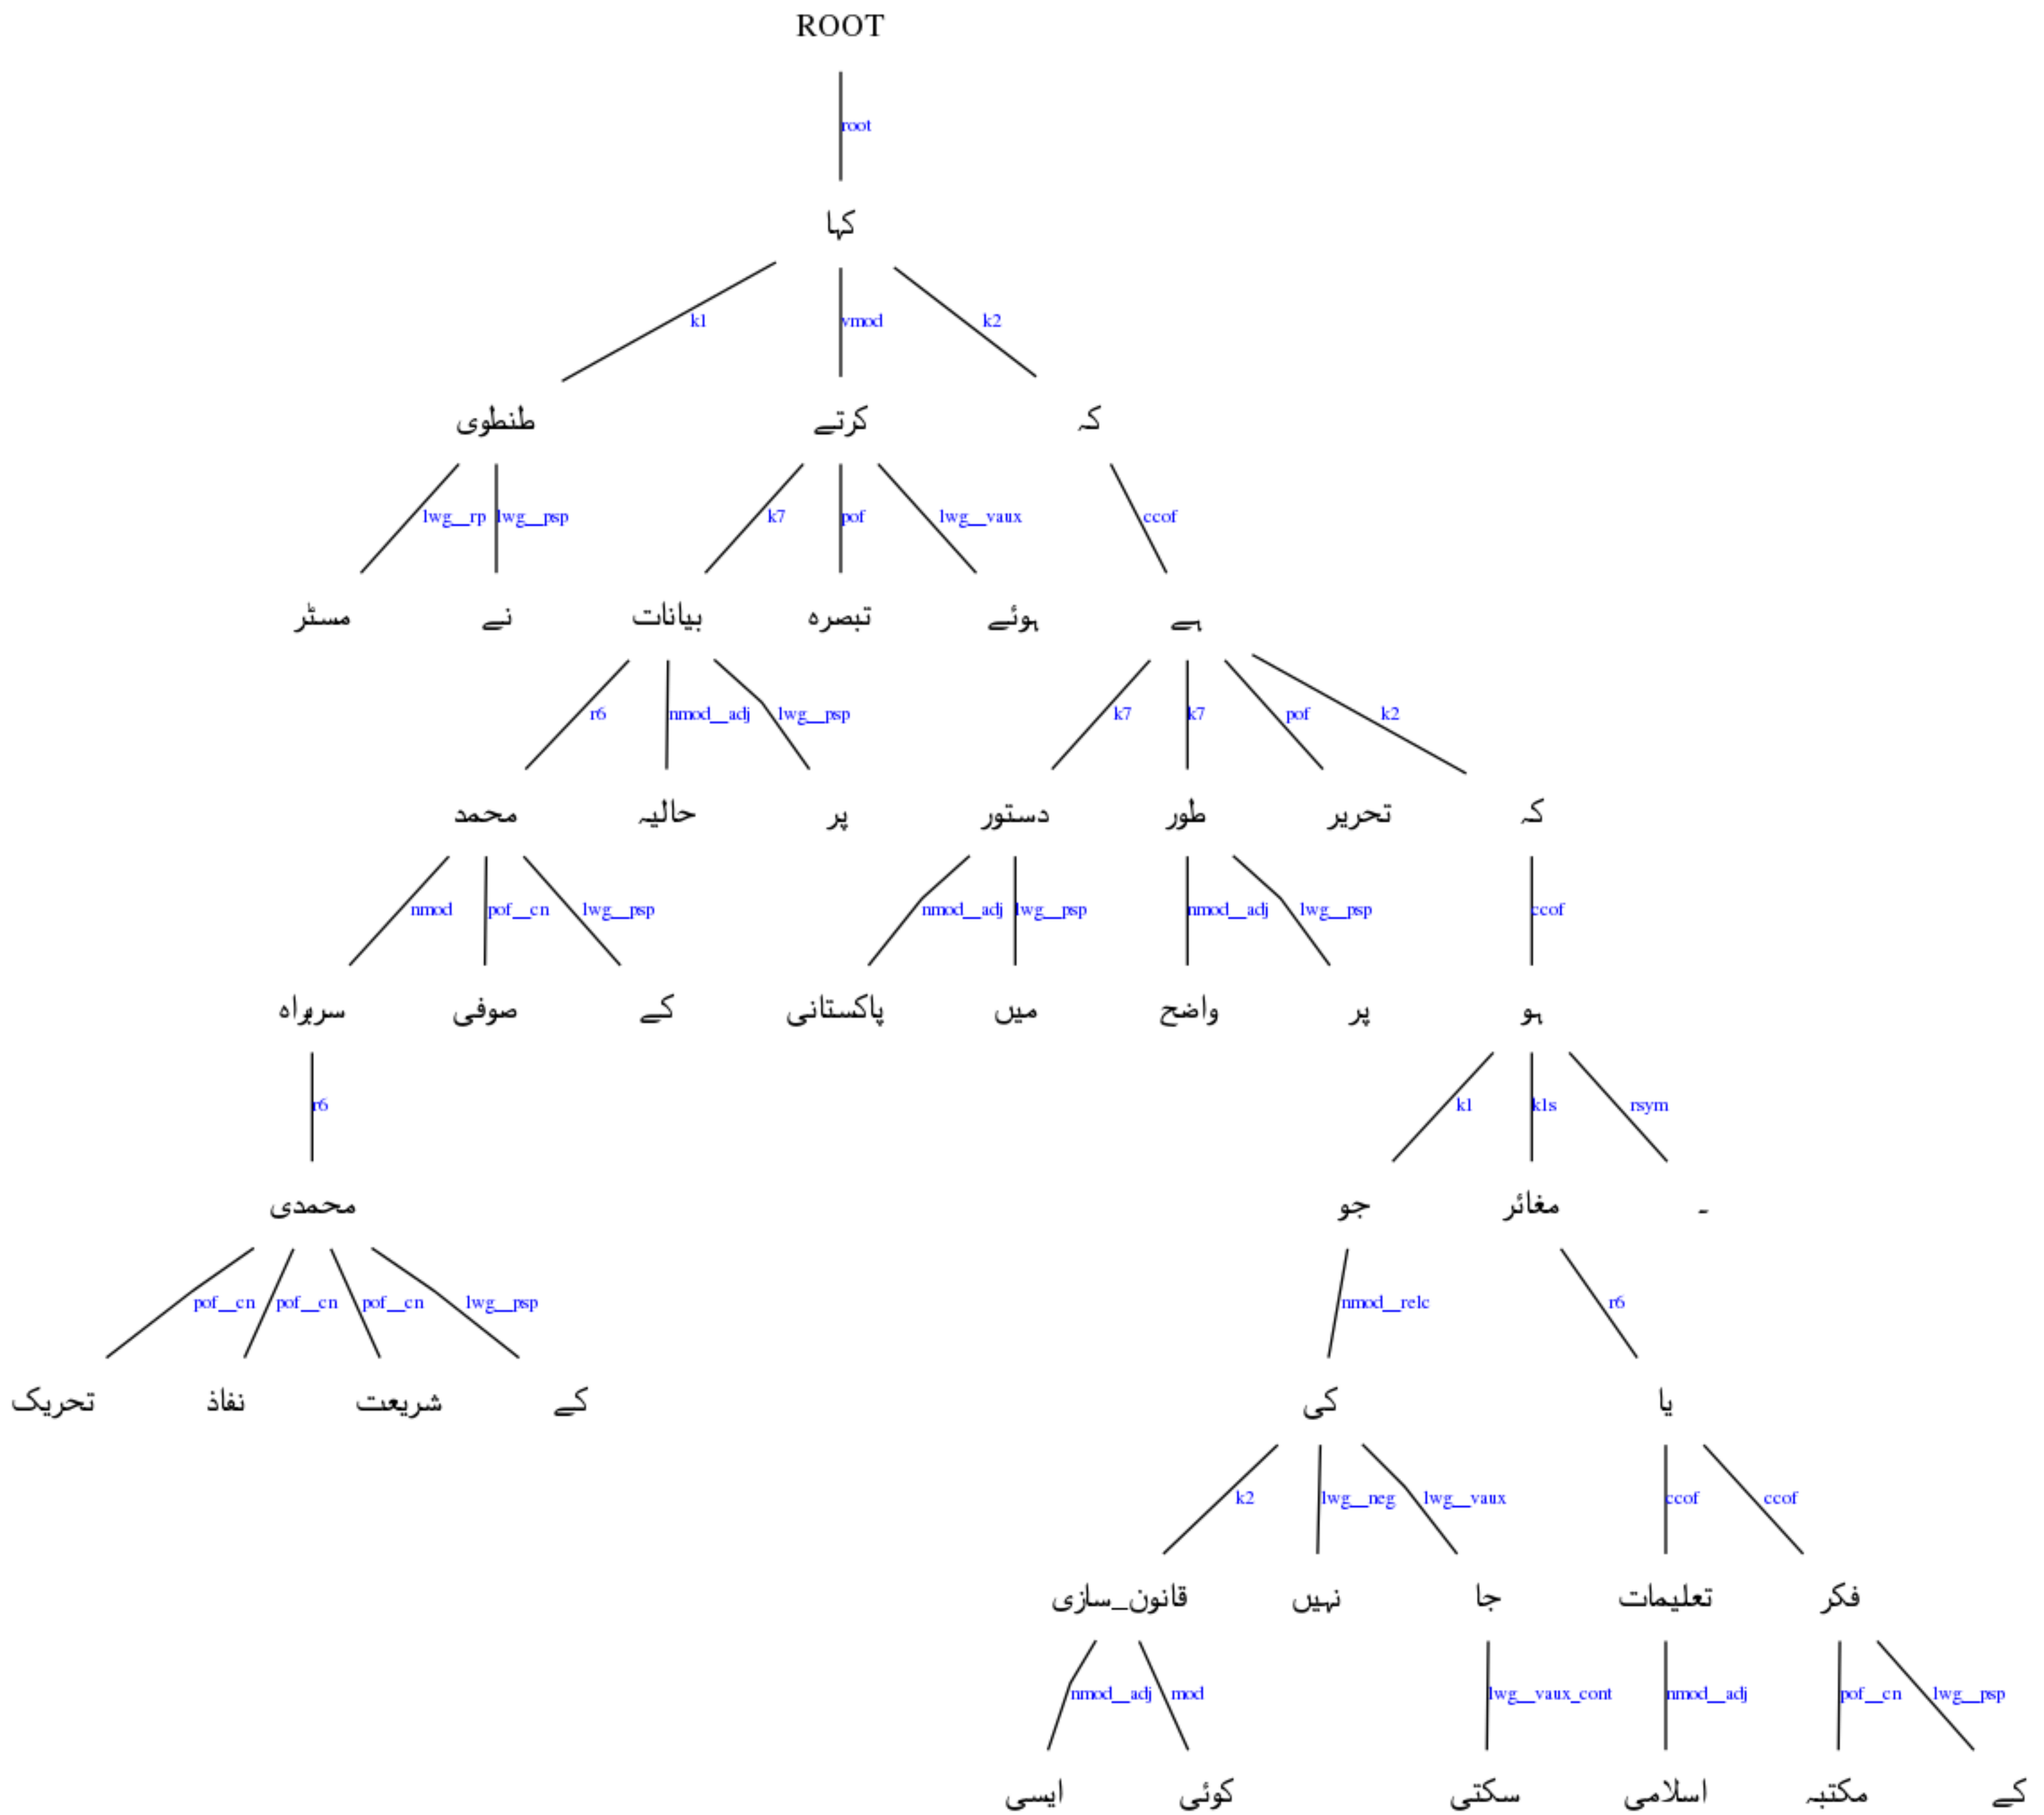 ROOT
root
کہا
k1 vmod k2
طنطوی کرتے کہ
lwg__rp lwg__psp k7 pof lwg__vaux ccof
مسٹر نے بیانات تبصرہ ہوئے ہے
r6 nmod__adj lwg__psp k7 k7 pof k2
محمد حالیہ پر دستور طور تحریر کہ
nmod pof__cn lwg__psp nmod__adj lwg__psp nmod__adj lwg__psp ccof
سربراہ صوفی کے پاکستانی میں واضح پر ہو
r6 k1 k1s rsym
محمدی جو مغائر ۔
pof__cn pof__cn pof__cn lwg__psp nmod__relc r6
تحریک نفاذ شریعت کے کی یا
k2 lwg__neg lwg__vaux ccof ccof
قانون_سازی نہیں جا تعلیمات فکر
nmod__adj mod lwg__vaux_cont nmod__adj pof__cn lwg__psp
ایسی کوئی سکتی اسلامی مکتبہ کے